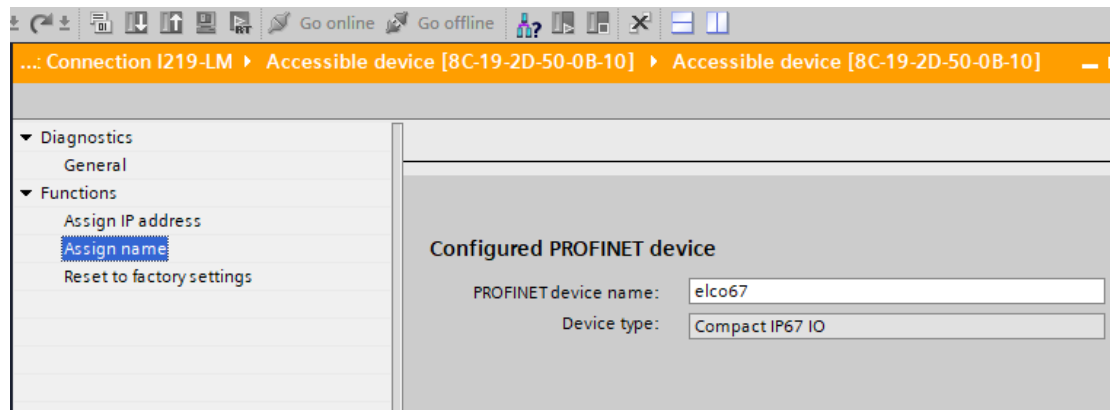 Go online Go offline
...: Connection I219-LM ▸ Accessible device [8C-19-2D-50-0B-10] ▸ Accessible device [8C-19-2D-50-0B-10]
Diagnostics
General
Functions
Assign IP address
Assign name
Reset to factory settings
Configured PROFINET device
PROFINET device name: elco67
Device type: Compact IP67 IO